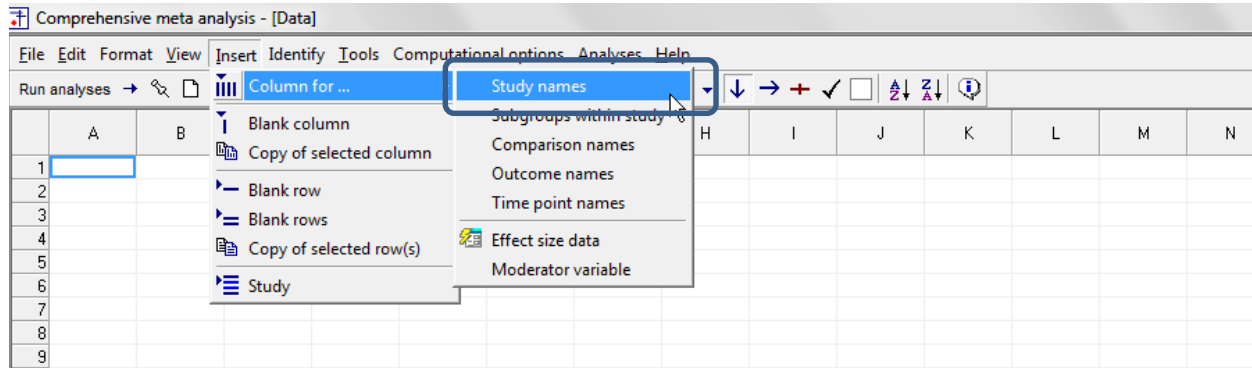 Comprehensive meta analysis - [Data]
File Edit Format View Insert Identify Tools Computational options Analyses Help
Run analyses
Column for ...
Blank column
Copy of selected column
Blank row
Blank rows
Copy of selected row(s)
Study
Study names
Subgroups within study
Comparison names
Outcome names
Time point names
Effect size data
Moderator variable
A B H I J K L M N
1
2
3
4
5
6
7
8
9